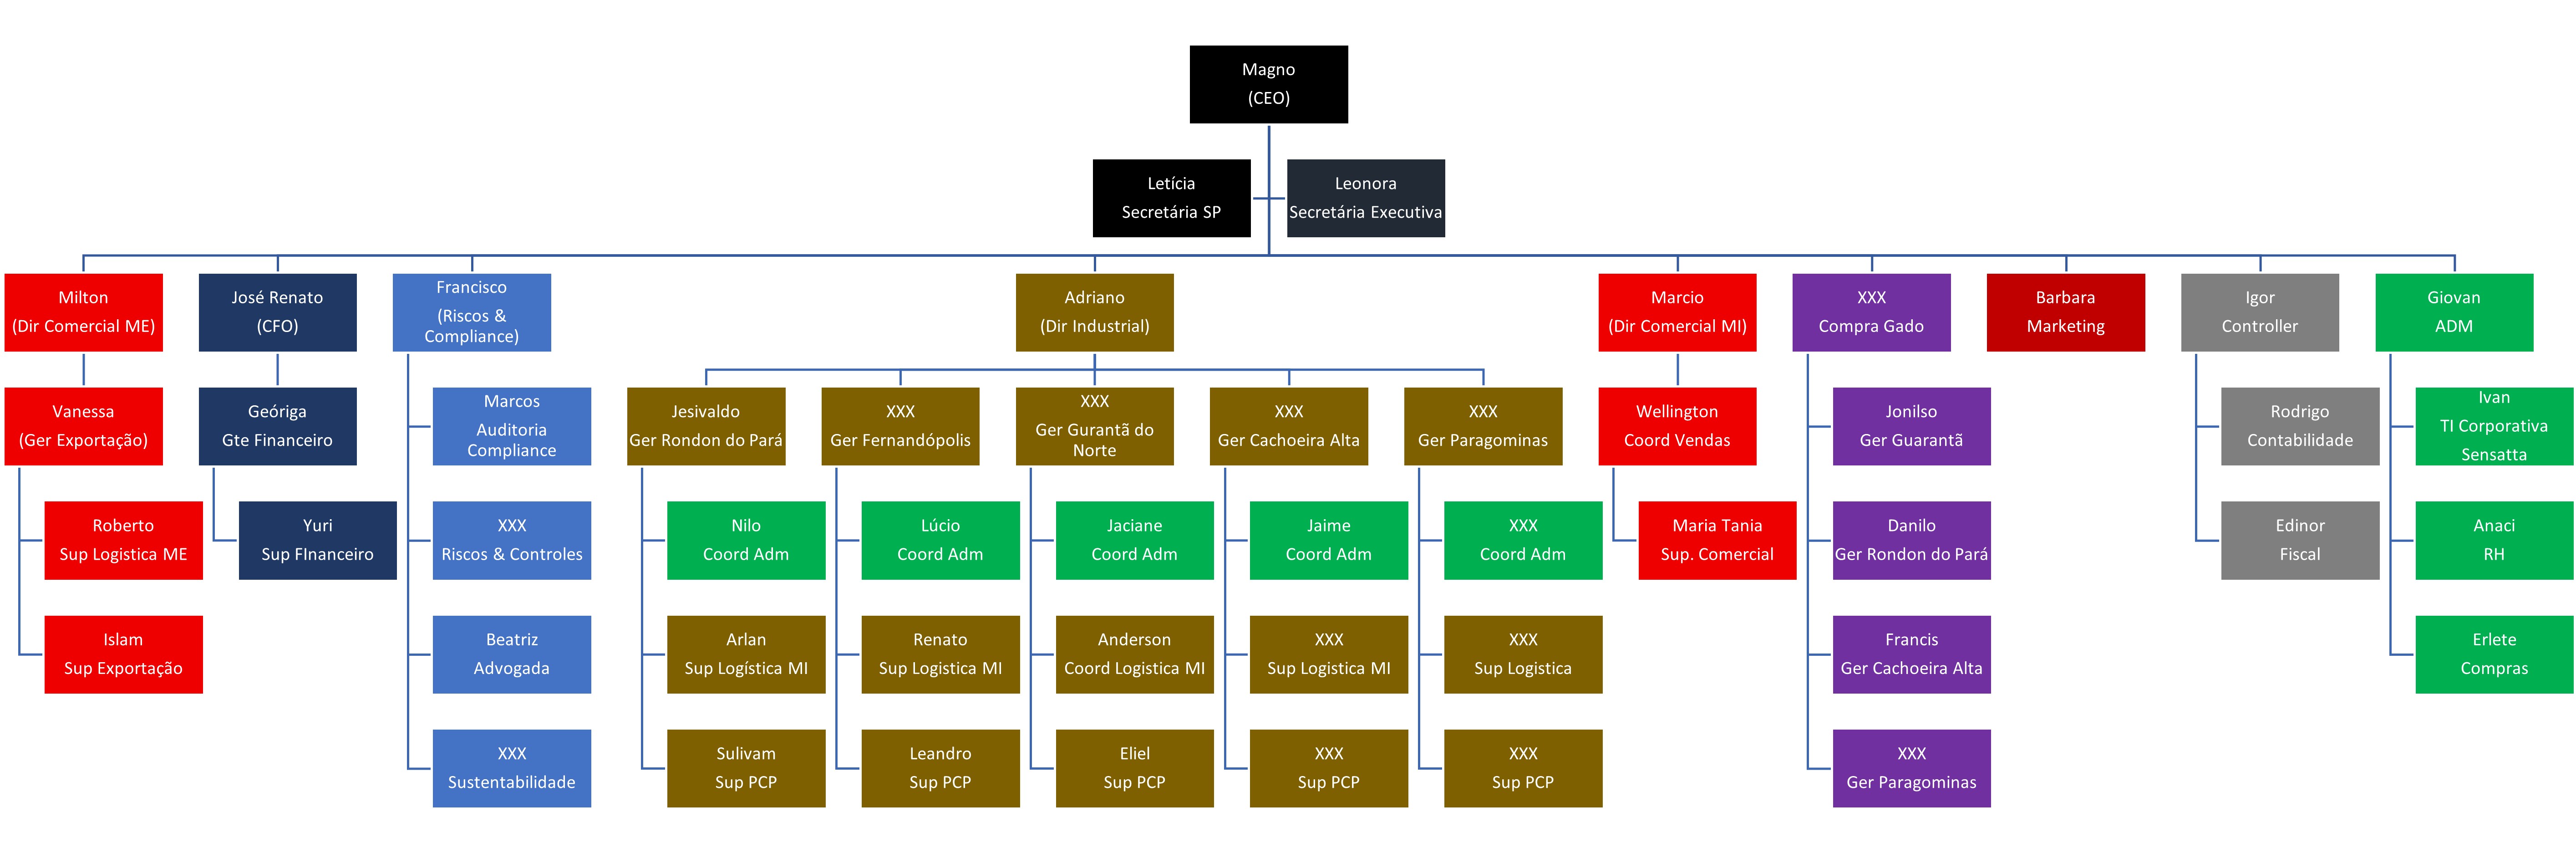 Magno
(CEO)
Letícia
Secretária SP
Leonora
Secretária Executiva
Milton
(Dir Comercial ME)
José Renato
(CFO)
Francisco
(Riscos &
Compliance)
Adriano
(Dir Industrial)
Marcio
(Dir Comercial MI)
XXX
Compra Gado
Barbara
Marketing
Igor
Controller
Giovan
ADM
Vanessa
(Ger Exportação)
Geóriga
Gte Financeiro
Marcos
Auditoria
Compliance
Jesivaldo
Ger Rondon do Pará
XXX
Ger Fernandópolis
XXX
Ger Gurantã do
Norte
XXX
Ger Cachoeira Alta
XXX
Ger Paragominas
Wellington
Coord Vendas
Jonilso
Ger Guarantã
Rodrigo
Contabilidade
Ivan
TI Corporativa
Sensatta
Roberto
Sup Logistica ME
Yuri
Sup FInanceiro
XXX
Riscos & Controles
Nilo
Coord Adm
Lúcio
Coord Adm
Jaciane
Coord Adm
Jaime
Coord Adm
XXX
Coord Adm
Maria Tania
Sup. Comercial
Danilo
Ger Rondon do Pará
Edinor
Fiscal
Anaci
RH
Islam
Sup Exportação
Beatriz
Advogada
Arlan
Sup Logística MI
Renato
Sup Logistica MI
Anderson
Coord Logistica MI
XXX
Sup Logistica MI
XXX
Sup Logistica
Francis
Ger Cachoeira Alta
Erlete
Compras
XXX
Sustentabilidade
Sulivam
Sup PCP
Leandro
Sup PCP
Eliel
Sup PCP
XXX
Sup PCP
XXX
Sup PCP
XXX
Ger Paragominas